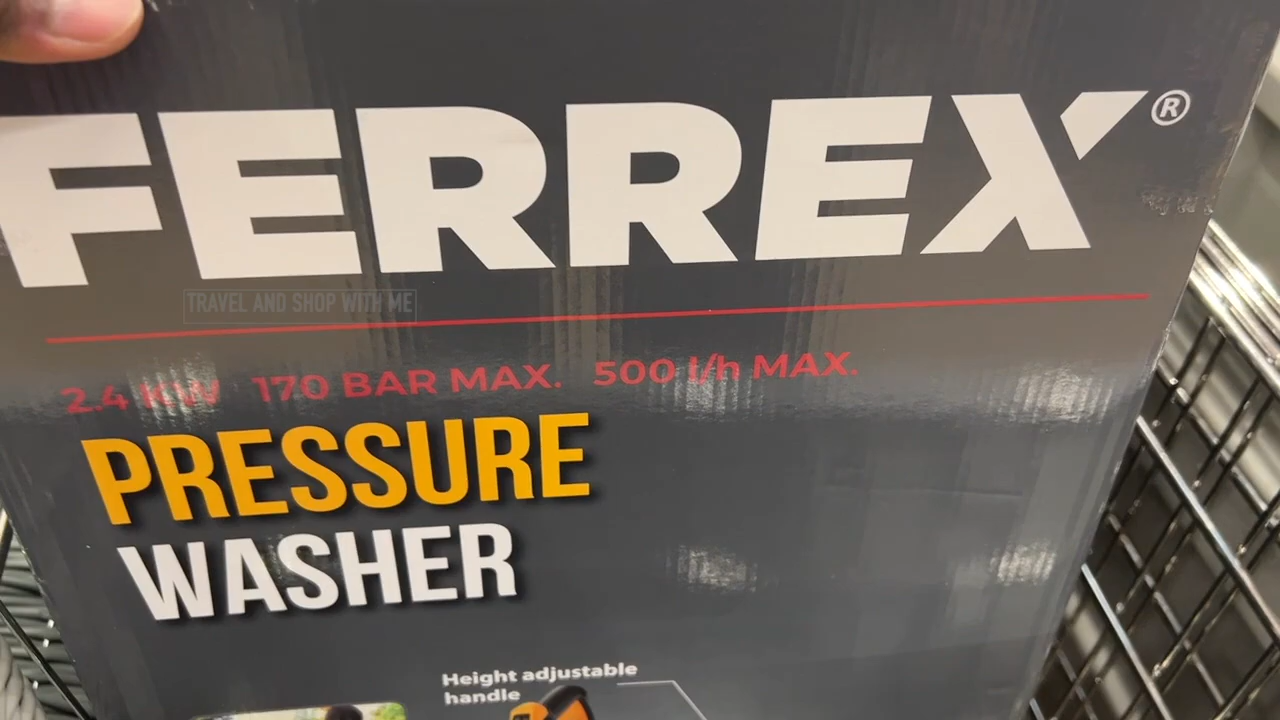 FERREX®
TRAVEL AND SHOP WITH ME
2.4 KW 170 BAR MAX. 500 l/h MAX.
PRESSURE
WASHER
Height adjustable
handle